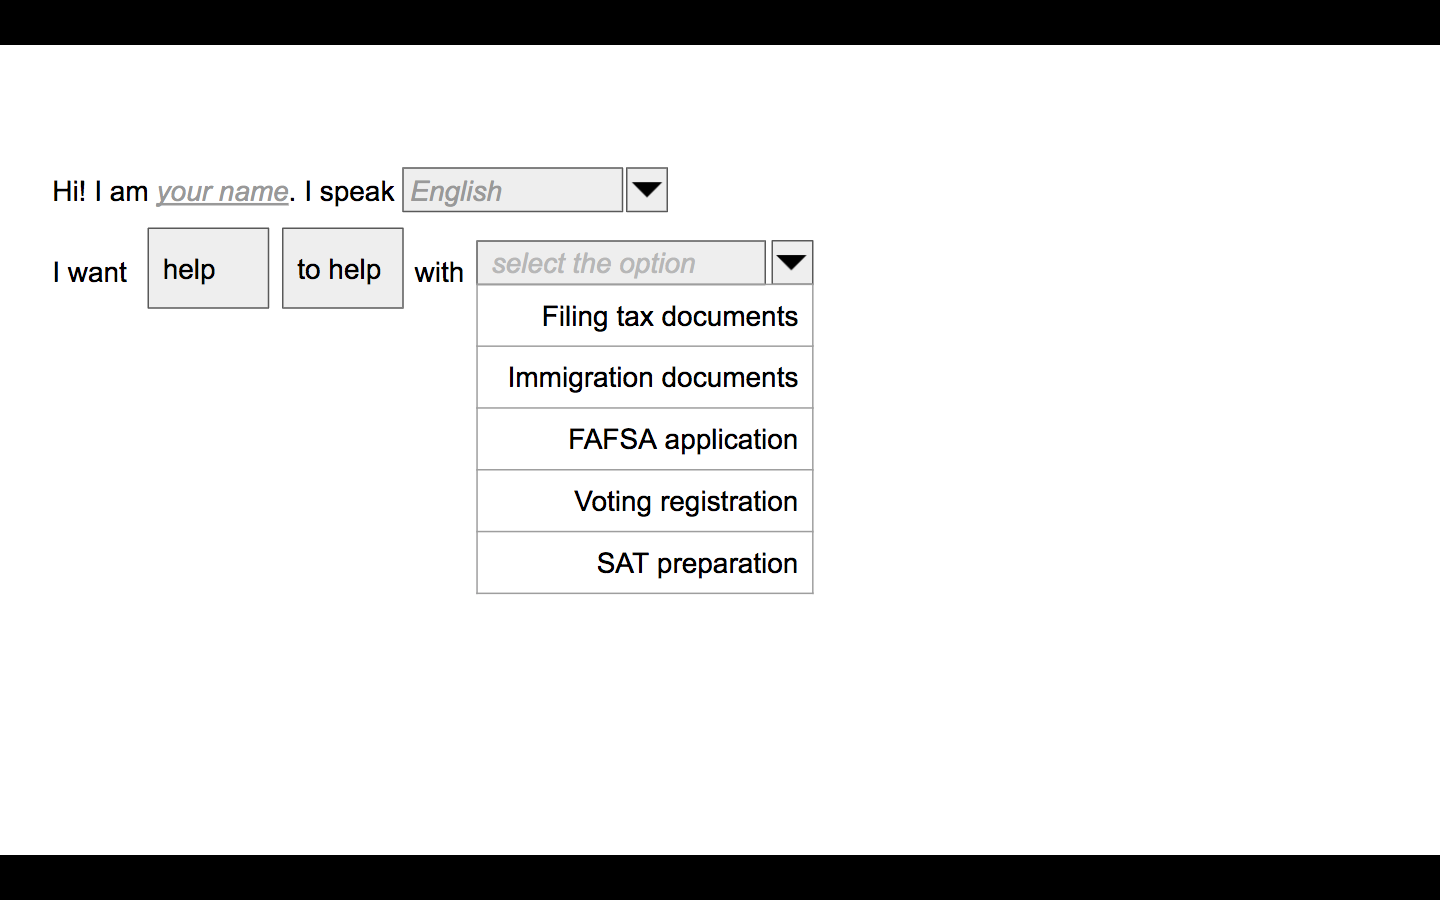 Hi! I am your name. I speak English
I want help to help with select the option
Filing tax documents
Immigration documents
FAFSA application
Voting registration
SAT preparation